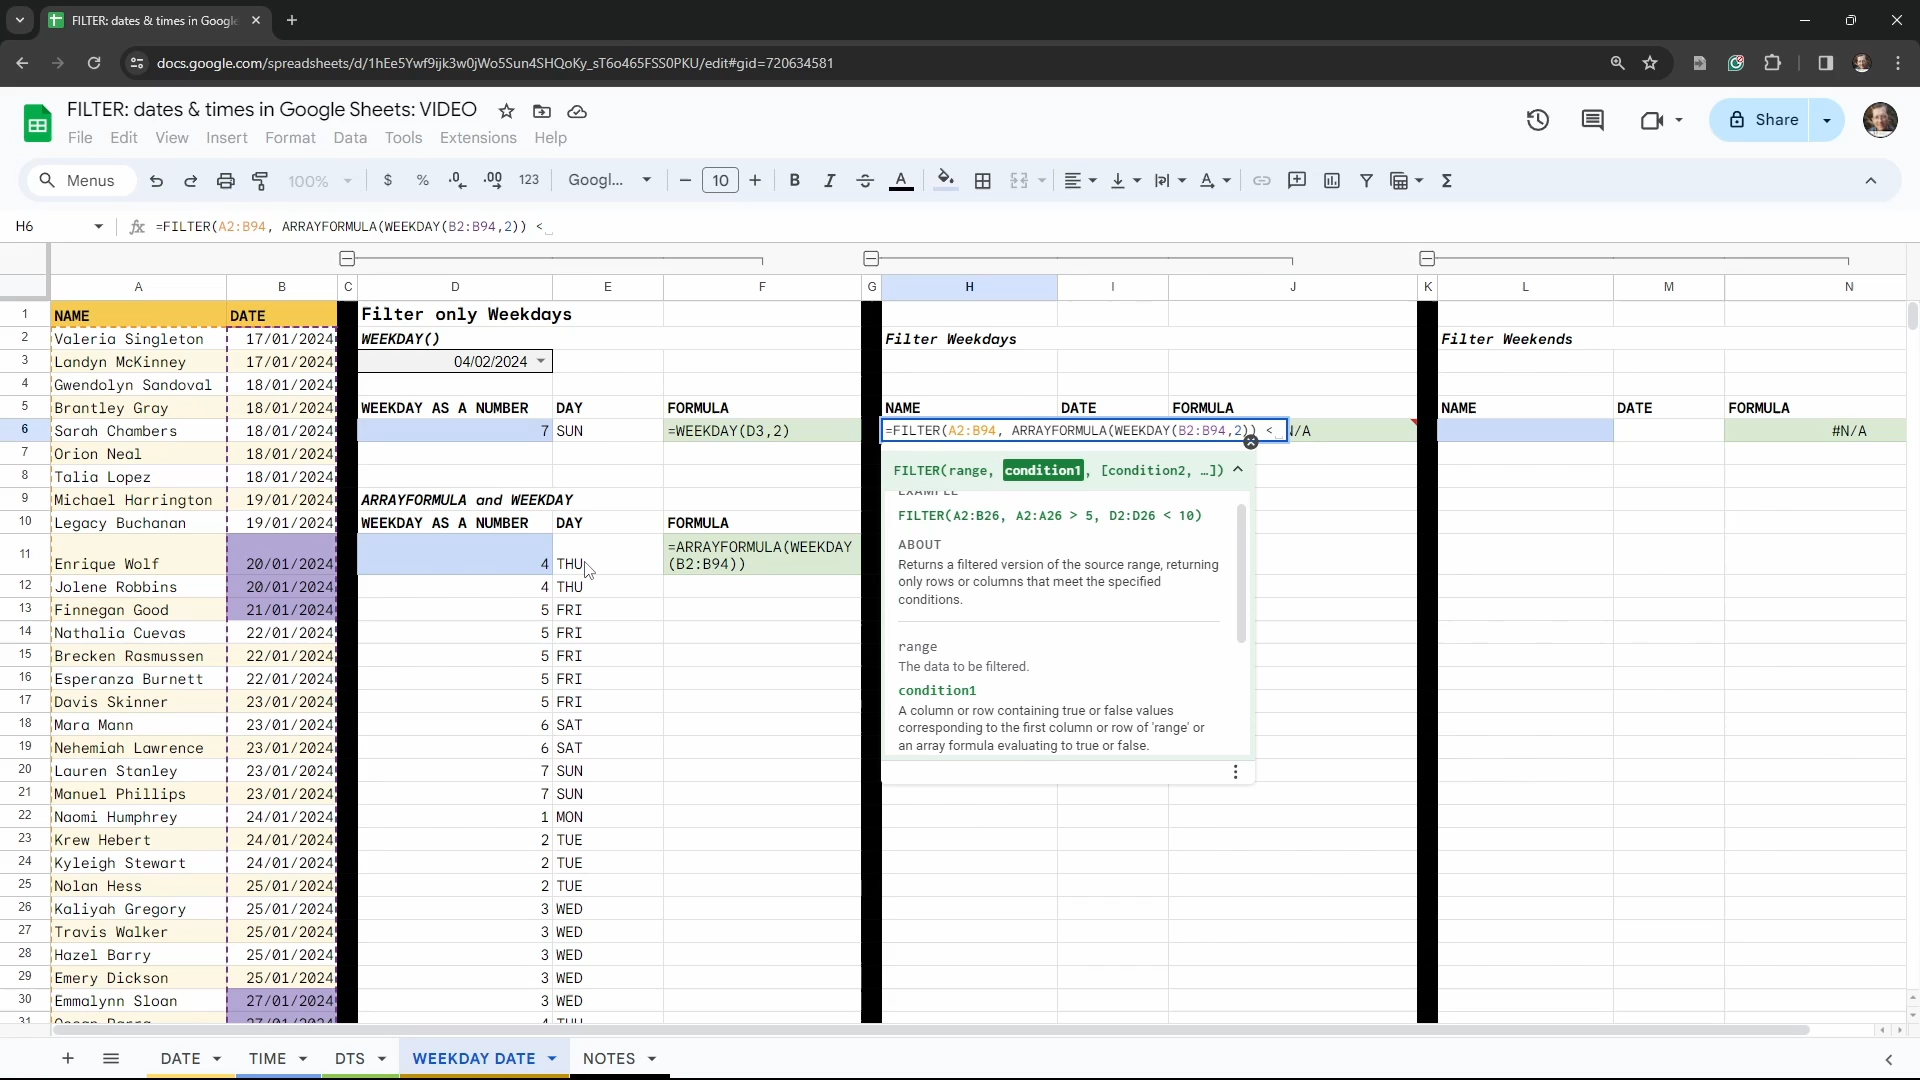 FILTER: dates & times in Google
docs.google.com/spreadsheets/d/1hEe5Ywf9ijk3w0jWo5Sun4SHQoKy_sT6o465FSS0PKU/edit#gid=720634581
FILTER: dates & times in Google Sheets: VIDEO
File Edit View Insert Format Data Tools Extensions Help
Share
Menus 100% $ % .0 .00 123 Googl... 10 B I A
H6 fx =FILTER(A2:B94, ARRAYFORMULA(WEEKDAY(B2:B94,2)) <
A B C D E F G H I J K L M N
1 NAME DATE Filter only Weekdays
2 Valeria Singleton 17/01/2024 WEEKDAY() Filter Weekdays Filter Weekends
3 Landyn McKinney 17/01/2024 04/02/2024
4 Gwendolyn Sandoval 18/01/2024
5 Brantley Gray 18/01/2024 WEEKDAY AS A NUMBER DAY FORMULA NAME DATE FORMULA NAME DATE FORMULA
6 Sarah Chambers 18/01/2024 7 SUN =WEEKDAY(D3,2) =FILTER(A2:B94, ARRAYFORMULA(WEEKDAY(B2:B94,2)) < /A #N/A
7 Orion Neal 18/01/2024
FILTER(range, condition1, [condition2, …])
8 Talia Lopez 18/01/2024
9 Michael Harrington 19/01/2024 ARRAYFORMULA and WEEKDAY
EXAMPLE
10 Legacy Buchanan 19/01/2024 WEEKDAY AS A NUMBER DAY FORMULA
FILTER(A2:B26, A2:A26 > 5, D2:D26 < 10)
11 Enrique Wolf 20/01/2024 4 THU =ARRAYFORMULA(WEEKDAY
(B2:B94))
ABOUT
Returns a filtered version of the source range, returning
only rows or columns that meet the specified
conditions.
12 Jolene Robbins 20/01/2024 4 THU
13 Finnegan Good 21/01/2024 5 FRI
14 Nathalia Cuevas 22/01/2024 5 FRI
range
15 Brecken Rasmussen 22/01/2024 5 FRI
The data to be filtered.
16 Esperanza Burnett 22/01/2024 5 FRI
condition1
17 Davis Skinner 23/01/2024 5 FRI
A column or row containing true or false values
corresponding to the first column or row of 'range' or
an array formula evaluating to true or false.
18 Mara Mann 23/01/2024 6 SAT
19 Nehemiah Lawrence 23/01/2024 6 SAT
20 Lauren Stanley 23/01/2024 7 SUN
21 Manuel Phillips 23/01/2024 7 SUN
22 Naomi Humphrey 24/01/2024 1 MON
23 Krew Hebert 24/01/2024 2 TUE
24 Kyleigh Stewart 24/01/2024 2 TUE
25 Nolan Hess 25/01/2024 2 TUE
26 Kaliyah Gregory 25/01/2024 3 WED
27 Travis Walker 25/01/2024 3 WED
28 Hazel Barry 25/01/2024 3 WED
29 Emery Dickson 25/01/2024 3 WED
30 Emmalynn Sloan 27/01/2024 3 WED
31 27/01/2024 4 THU
DATE TIME DTS WEEKDAY DATE NOTES